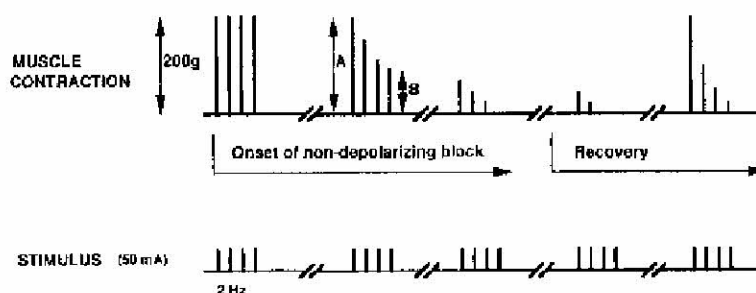 MUSCLE
CONTRACTION
200g
A
B
Onset of non-depolarizing block
Recovery
STIMULUS (50 mA)
2 Hz